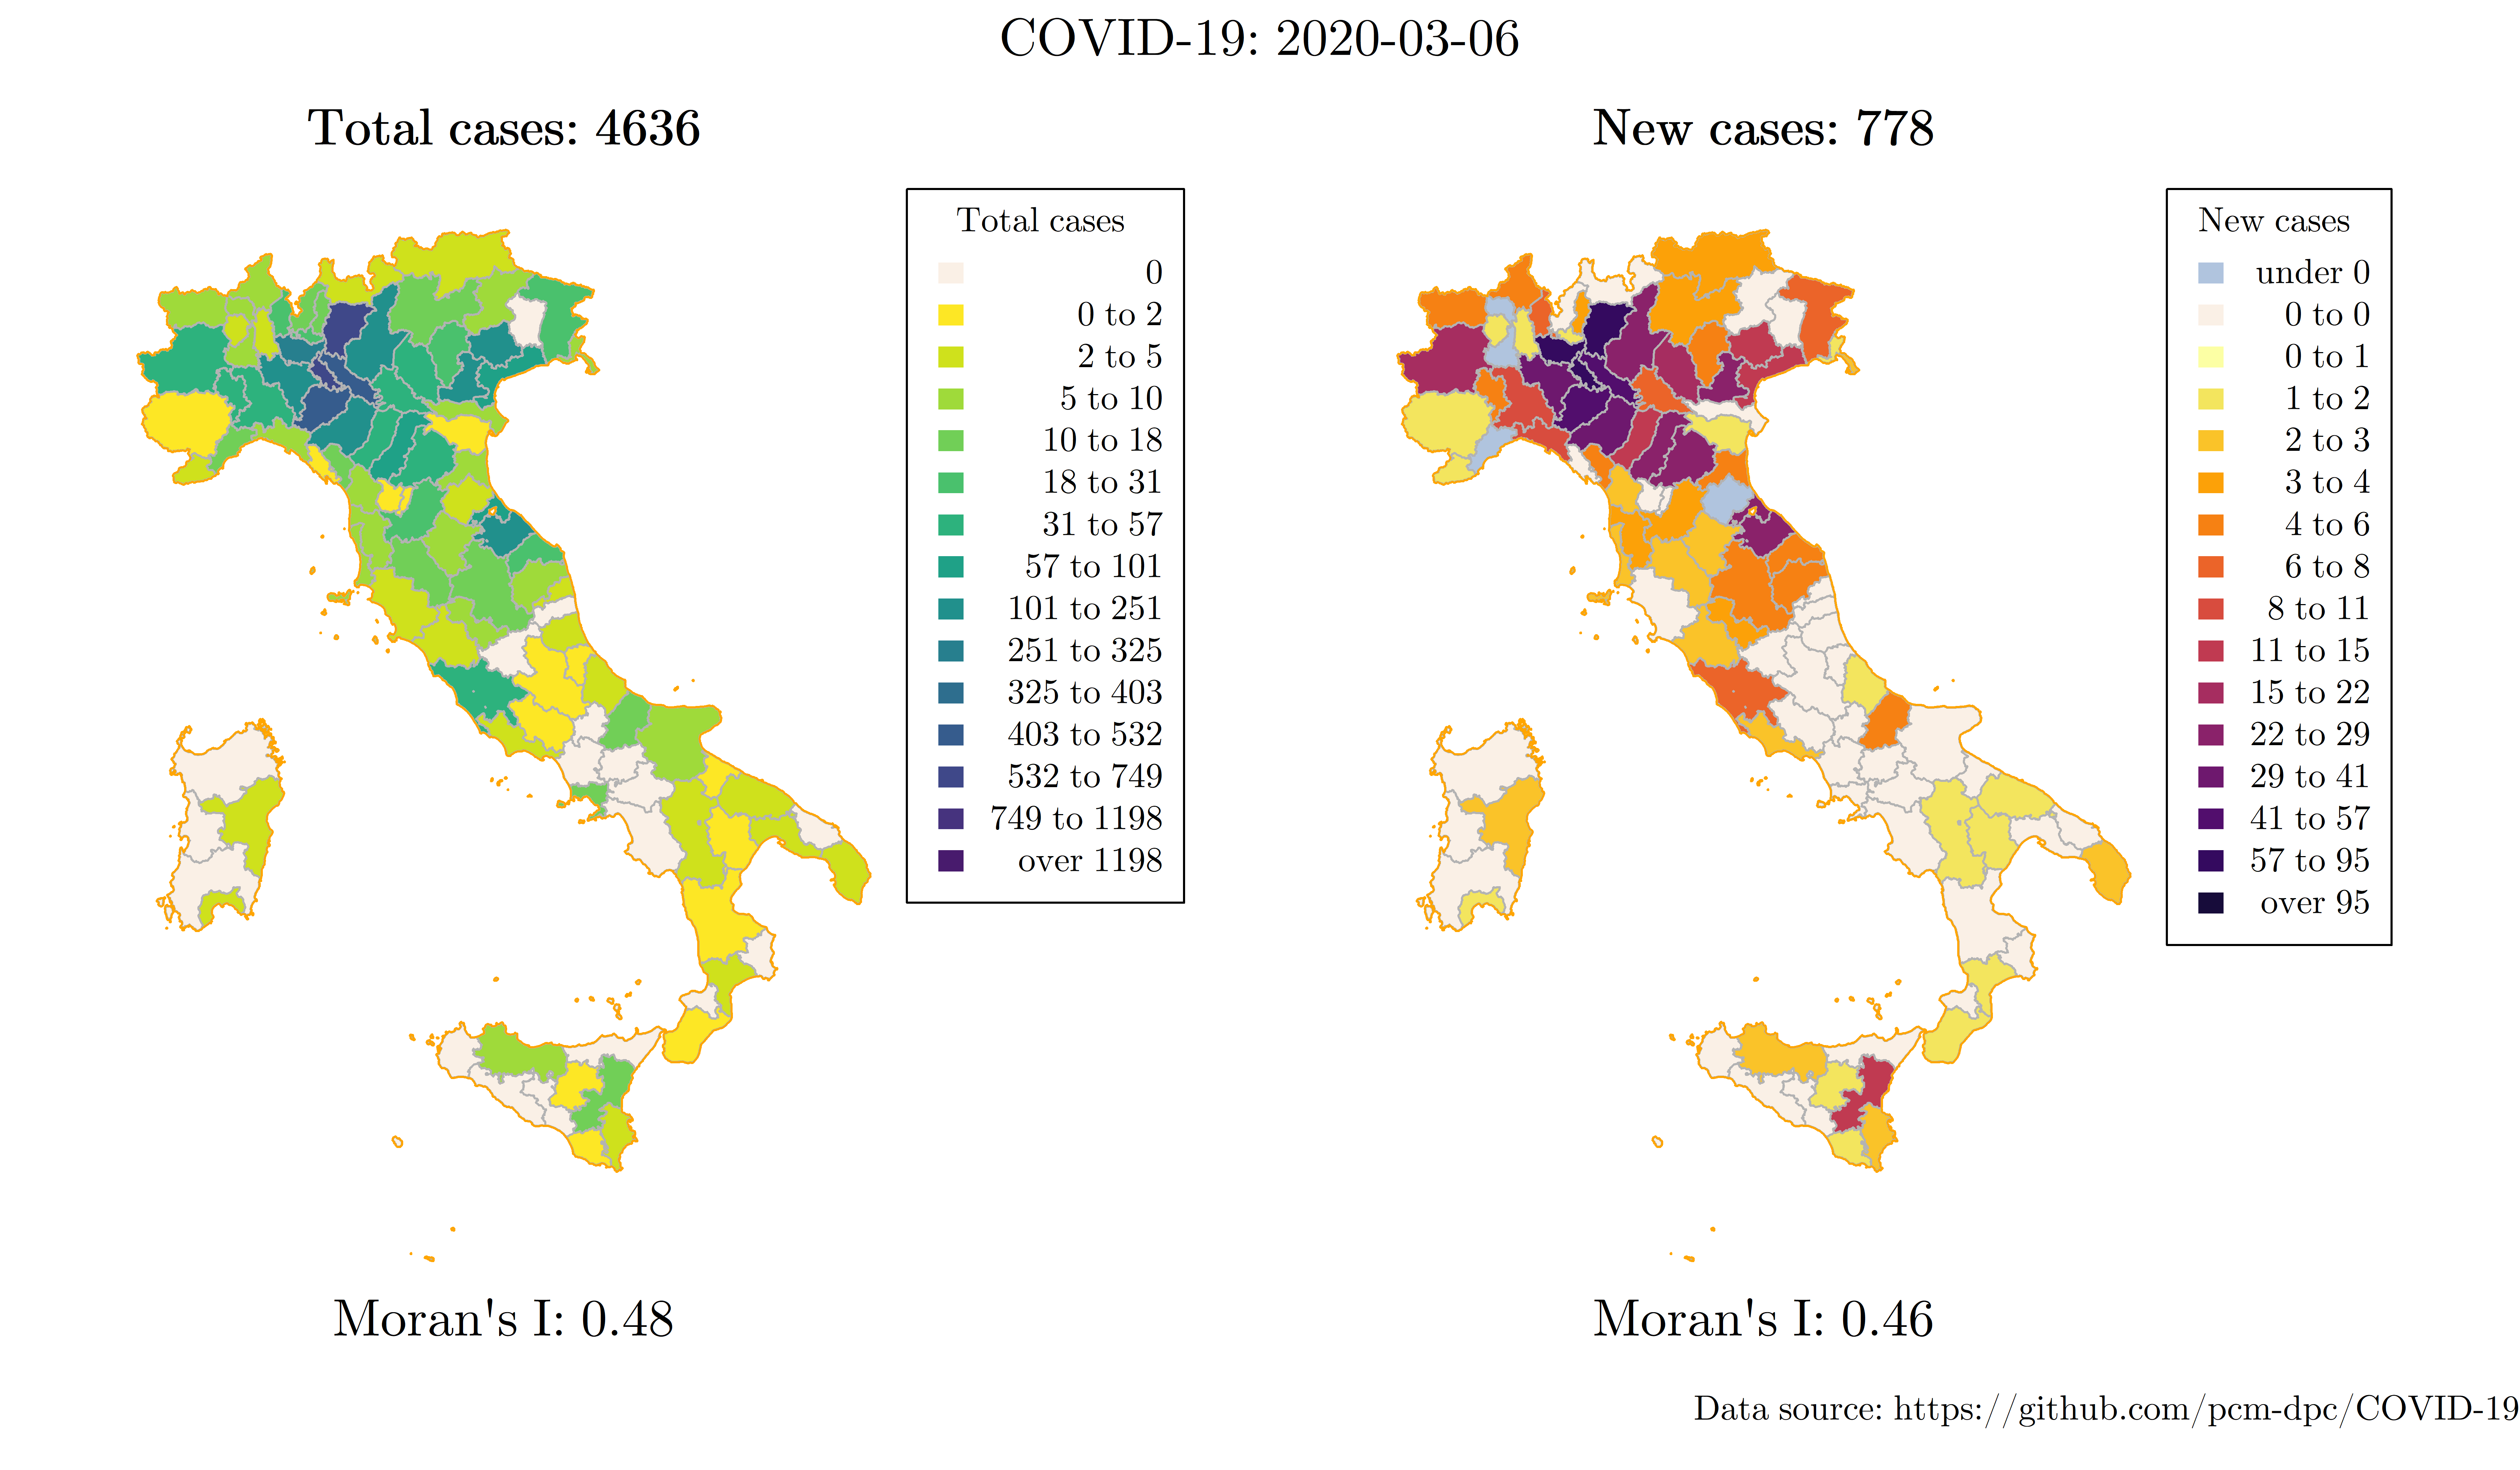 COVID-19: 2020-03-06
Total cases: 4636
Total cases
0
0 to 2
2 to 5
5 to 10
10 to 18
18 to 31
31 to 57
57 to 101
101 to 251
251 to 325
325 to 403
403 to 532
532 to 749
749 to 1198
over 1198
Moran's I: 0.48
New cases: 778
New cases
under 0
0 to 0
0 to 1
1 to 2
2 to 3
3 to 4
4 to 6
6 to 8
8 to 11
11 to 15
15 to 22
22 to 29
29 to 41
41 to 57
57 to 95
over 95
Moran's I: 0.46
Data source: https://github.com/pcm-dpc/COVID-19